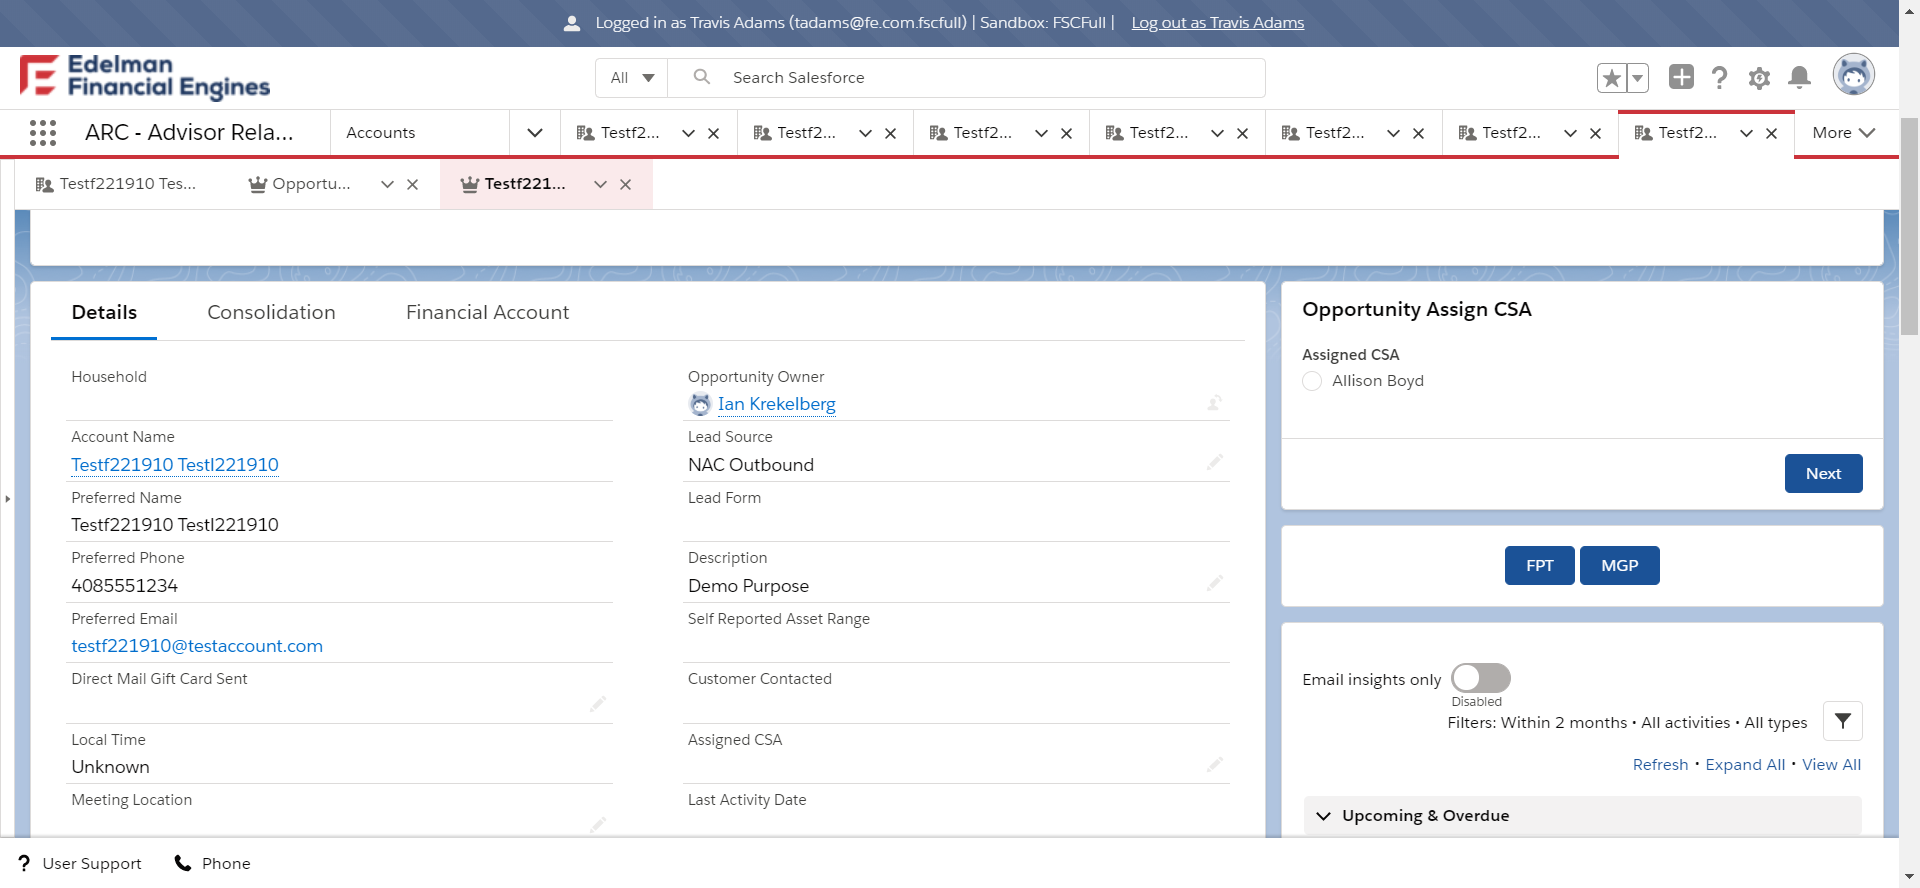 Logged in as Travis Adams (tadams@fe.com.fscfull) | Sandbox: FSCFull | Log out as Travis Adams
Edelman
Financial Engines
All
Search Salesforce
ARC - Advisor Rela...
Accounts
Testf2...
Testf2...
Testf2...
Testf2...
Testf2...
Testf2...
Testf2...
More
Testf221910 Tes...
Opportu...
Testf221...
Details
Consolidation
Financial Account
Household
Opportunity Owner
Ian Krekelberg
Account Name
Testf221910 Testl221910
Lead Source
NAC Outbound
Preferred Name
Testf221910 Testl221910
Lead Form
Preferred Phone
4085551234
Description
Demo Purpose
Preferred Email
testf221910@testaccount.com
Self Reported Asset Range
Direct Mail Gift Card Sent
Customer Contacted
Local Time
Unknown
Assigned CSA
Meeting Location
Last Activity Date
Opportunity Assign CSA
Assigned CSA
Allison Boyd
Next
FPT
MGP
Email insights only
Disabled
Filters: Within 2 months • All activities • All types
Refresh • Expand All • View All
Upcoming & Overdue
? User Support
Phone